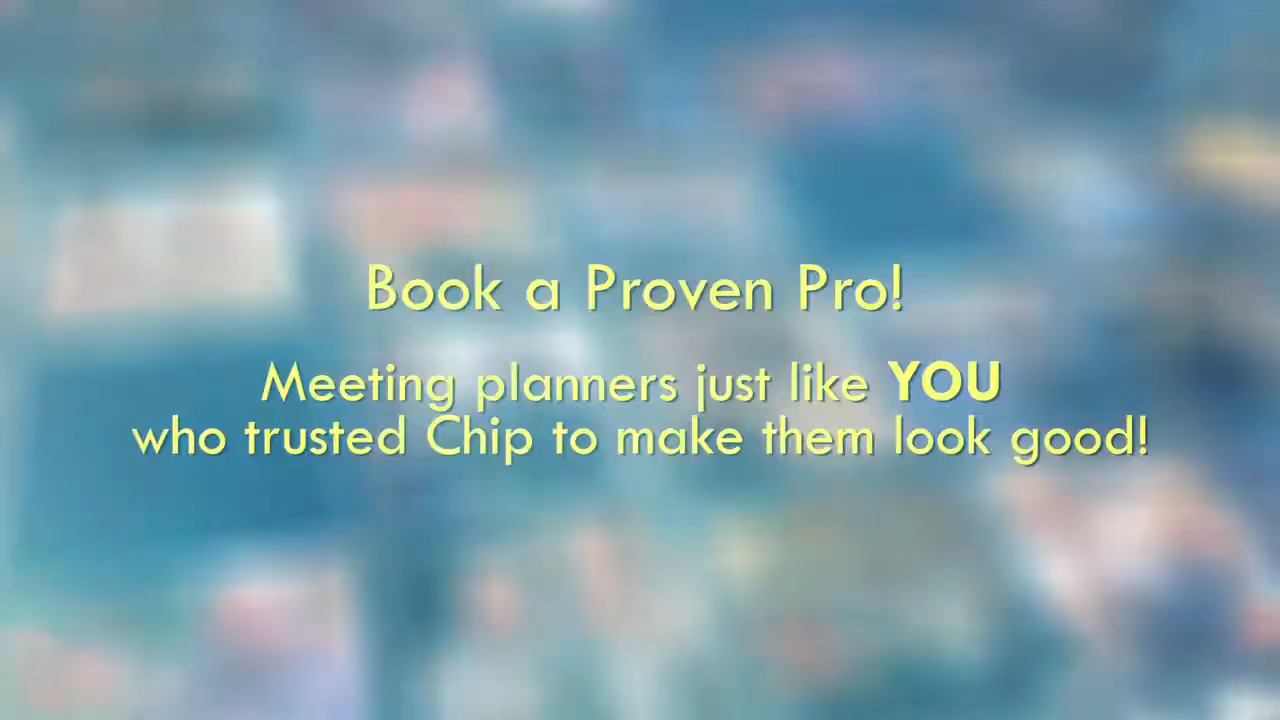 Book a Proven Pro!
Meeting planners just like YOU
who trusted Chip to make them look good!